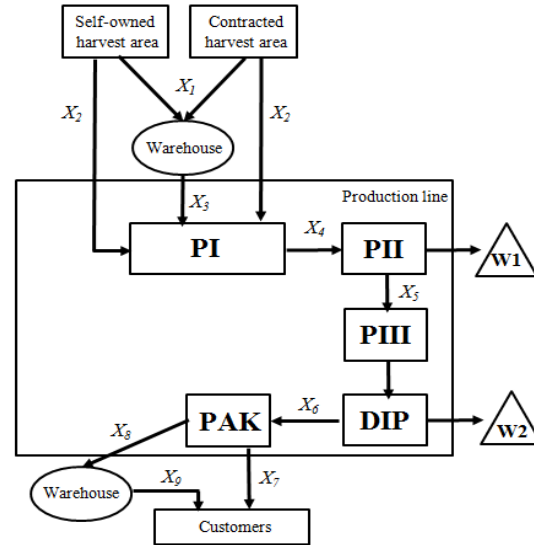 Self-owned
harvest area
Contracted
harvest area
X1
X2
X2
Warehouse
Production line
X3
X4
PI
PII
W1
X5
PIII
X6
PAK
DIP
W2
X8
X7
X9
Warehouse
Customers